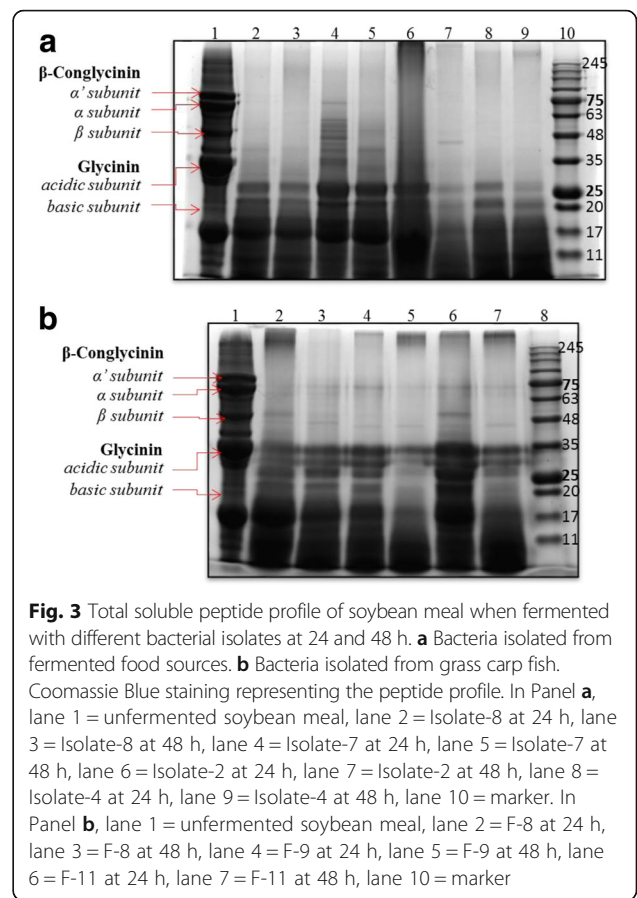 a
1 2 3 4 5 6 7 8 9 10
β-Conglycinin
α' subunit
α subunit
β subunit
Glycinin
acidic subunit
basic subunit
245
75
63
48
35
25
20
17
11
b
1 2 3 4 5 6 7 8
β-Conglycinin
α' subunit
α subunit
β subunit
Glycinin
acidic subunit
basic subunit
245
75
63
48
35
25
20
17
11
Fig. 3 Total soluble peptide profile of soybean meal when fermented
with different bacterial isolates at 24 and 48 h. a Bacteria isolated from
fermented food sources. b Bacteria isolated from grass carp fish.
Coomassie Blue staining representing the peptide profile. In Panel a,
lane 1 = unfermented soybean meal, lane 2 = Isolate-8 at 24 h, lane
3 = Isolate-8 at 48 h, lane 4 = Isolate-7 at 24 h, lane 5 = Isolate-7 at
48 h, lane 6 = Isolate-2 at 24 h, lane 7 = Isolate-2 at 48 h, lane 8 =
Isolate-4 at 24 h, lane 9 = Isolate-4 at 48 h, lane 10 = marker. In
Panel b, lane 1 = unfermented soybean meal, lane 2 = F-8 at 24 h,
lane 3 = F-8 at 48 h, lane 4 = F-9 at 24 h, lane 5 = F-9 at 48 h, lane
6 = F-11 at 24 h, lane 7 = F-11 at 48 h, lane 10 = marker